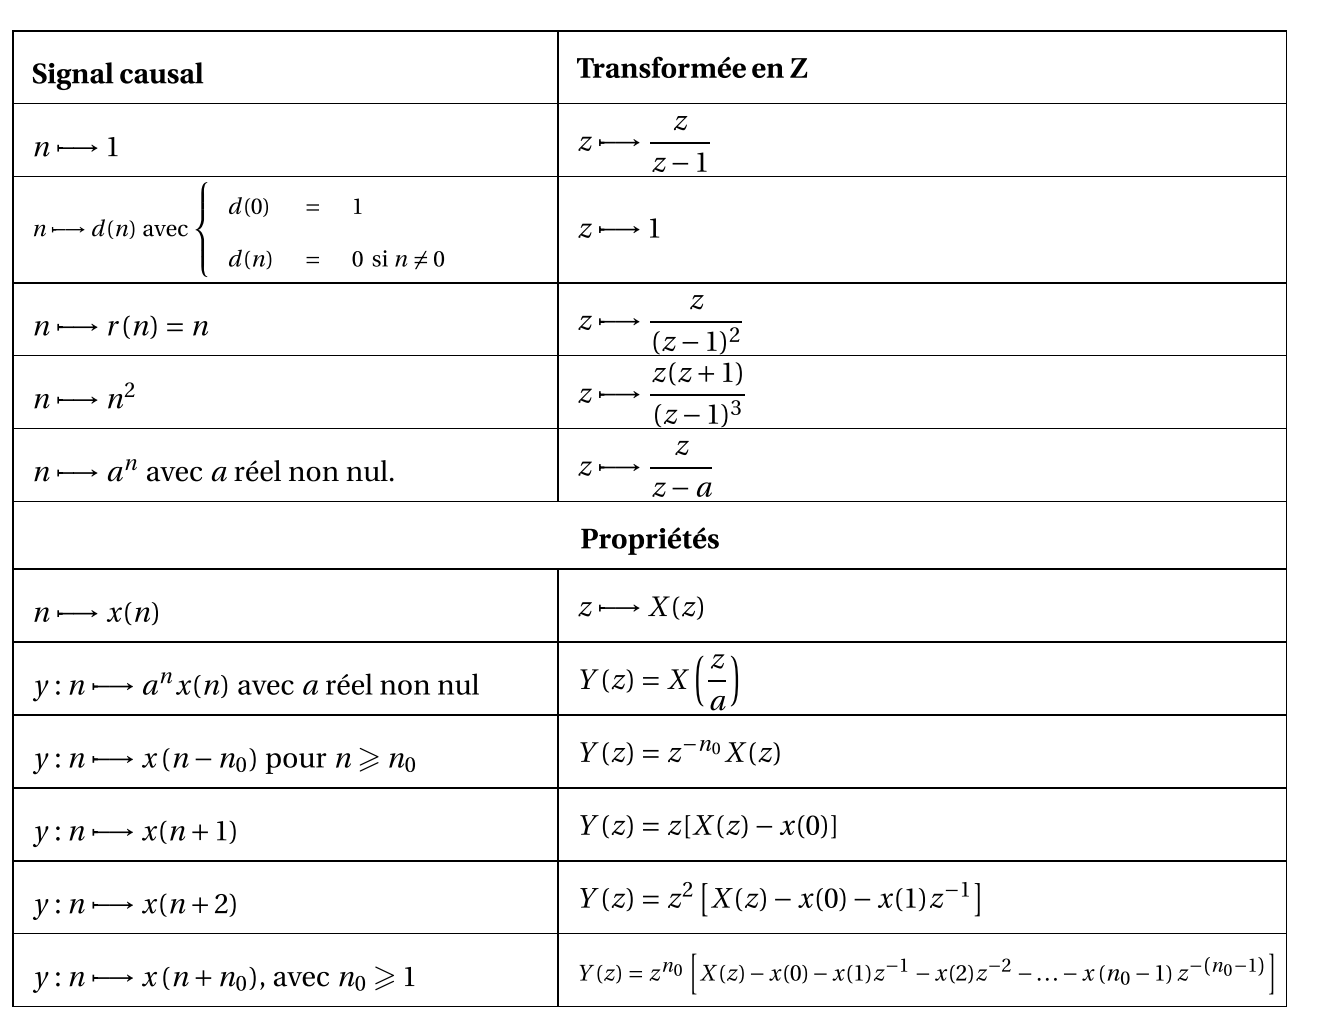 Signal causal Transformée en Z
n ⟼ 1 z ⟼ z/(z − 1)
n ⟼ d(n) avec { d(0) = 1
d(n) = 0 si n ≠ 0 z ⟼ 1
n ⟼ r(n) = n z ⟼ z/(z − 1)²
n ⟼ n² z ⟼ z(z + 1)/(z − 1)³
n ⟼ aⁿ avec a réel non nul. z ⟼ z/(z − a)
Propriétés
n ⟼ x(n) z ⟼ X(z)
y : n ⟼ aⁿx(n) avec a réel non nul Y(z) = X(z/a)
y : n ⟼ x(n − n₀) pour n ⩾ n₀ Y(z) = z^{−n₀} X(z)
y : n ⟼ x(n + 1) Y(z) = z[X(z) − x(0)]
y : n ⟼ x(n + 2) Y(z) = z² [X(z) − x(0) − x(1)z⁻¹]
y : n ⟼ x(n + n₀), avec n₀ ⩾ 1 Y(z) = z^{n₀} [X(z) − x(0) − x(1)z⁻¹ − x(2)z⁻² − … − x(n₀ − 1) z^{−(n₀−1)}]